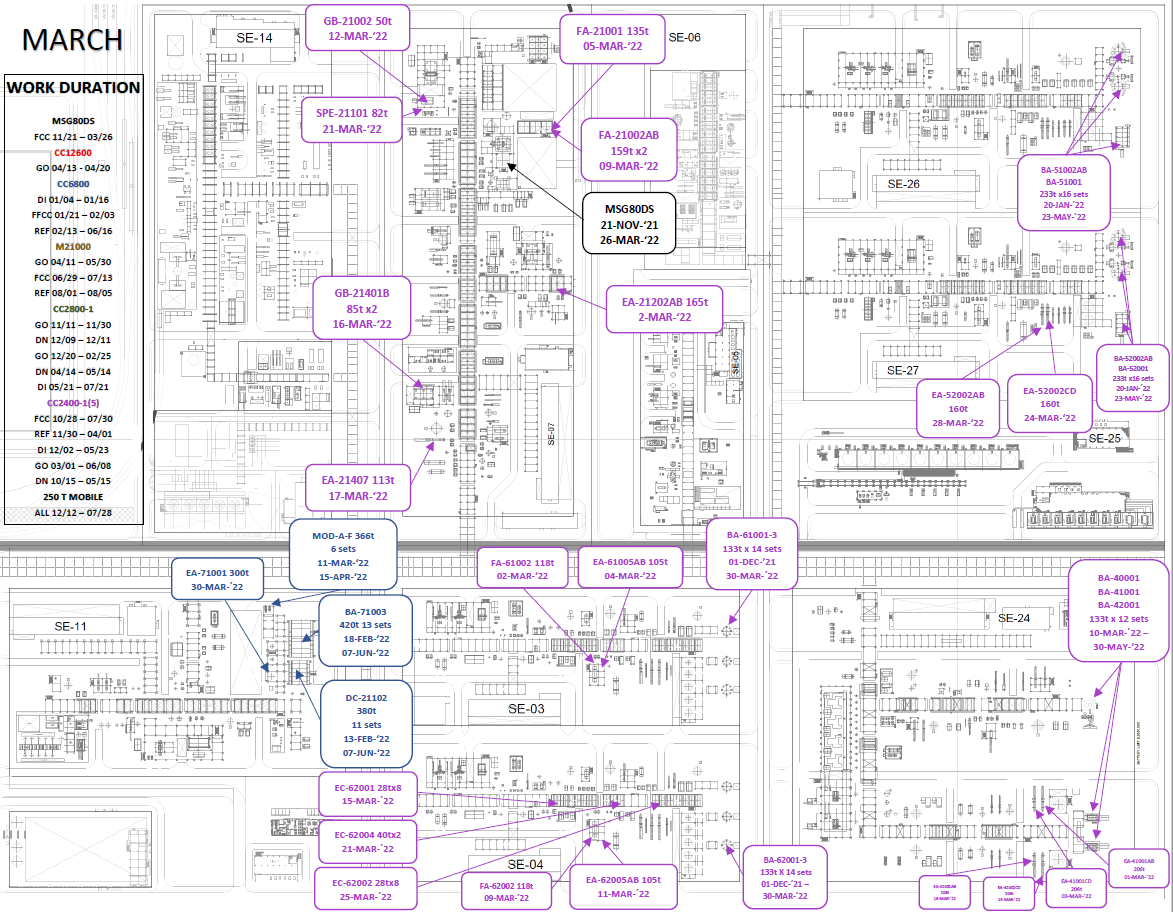 MARCH
WORK DURATION
MSG80DS
FCC 11/21 – 03/26
CC12600
GO 04/13 - 04/20
CC6800
DI 01/04 – 01/16
FFCC 01/21 – 02/03
REF 02/13 – 06/16
M21000
GO 04/11 – 05/30
FCC 06/29 – 07/13
REF 08/01 – 08/05
CC2800-1
GO 11/11 – 11/30
DN 12/09 – 12/11
GO 12/20 – 02/25
DN 04/14 – 05/14
DI 05/21 – 07/21
CC2400-1(5)
FCC 10/28 – 07/30
REF 11/30 – 04/01
DI 12/02 – 05/23
GO 03/01 – 06/08
DN 10/15 – 05/15
250 T MOBILE
ALL 12/12 – 07/28
SE-14
GB-21002 50t
12-MAR-‘22
FA-21001 135t
05-MAR-‘22
SE-06
SPE-21101 82t
21-MAR-‘22
FA-21002AB
159t x2
09-MAR-‘22
MSG80DS
21-NOV-‘21
26-MAR-‘22
GB-21401B
85t x2
16-MAR-‘22
EA-21202AB 165t
2-MAR-‘22
SE-06
SE-07
EA-21407 113t
17-MAR-‘22
SE-26
BA-51002AB
BA-51001
233t x16 sets
20-JAN-‘22
23-MAY-‘22
SE-27
BA-52002AB
BA-52001
233t x16 sets
20-JAN-‘22
23-MAY-‘22
EA-52002AB
160t
28-MAR-‘22
EA-52002CD
160t
24-MAR-‘22
SE-25
MOD-A-F 366t
6 sets
11-MAR-‘22
15-APR-‘22
EA-71001 300t
30-MAR-‘22
FA-61002 118t
02-MAR-‘22
EA-61005AB 105t
04-MAR-‘22
BA-61001-3
133t x 14 sets
01-DEC-‘21
30-MAR-‘22
SE-11
BA-71003
420t 13 sets
18-FEB-‘22
07-JUN-‘22
DC-21102
380t
11 sets
13-FEB-‘22
07-JUN-‘22
SE-03
SE-24
BA-40001
BA-41001
BA-42001
133t x 12 sets
10-MAR-‘22 –
30-MAY-‘22
EC-62001 28tx8
15-MAR-‘22
EC-62004 40tx2
21-MAR-‘22
EC-62002 28tx8
25-MAR-‘22
SE-04
FA-62002 118t
09-MAR-‘22
EA-62005AB 105t
11-MAR-‘22
BA-62001-3
133t X 14 sets
01-DEC-‘21 –
30-MAR-‘22
EA-41001CD
206t
03-MAR-‘22
EA-41001AB
206t
01-MAR-‘22